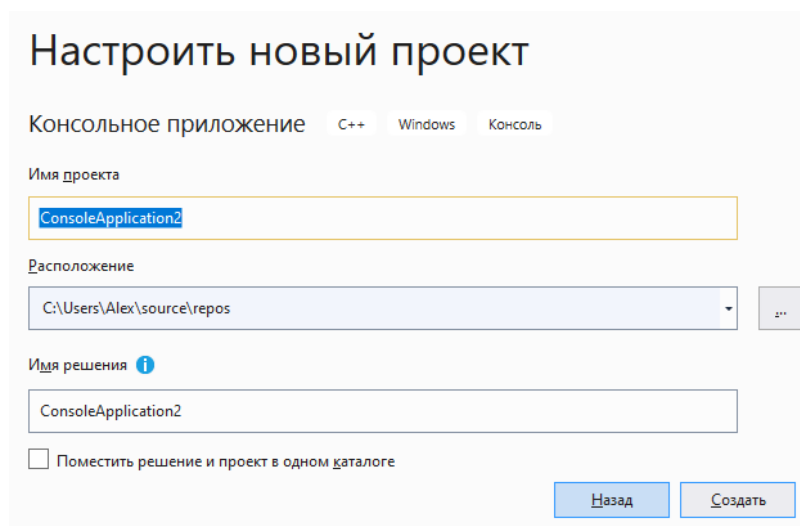 Настроить новый проект
Консольное приложение C++ Windows Консоль
Имя проекта
ConsoleApplication2
Расположение
C:\Users\Alex\source\repos
...
Имя решения i
ConsoleApplication2
Поместить решение и проект в одном каталоге
Назад Создать